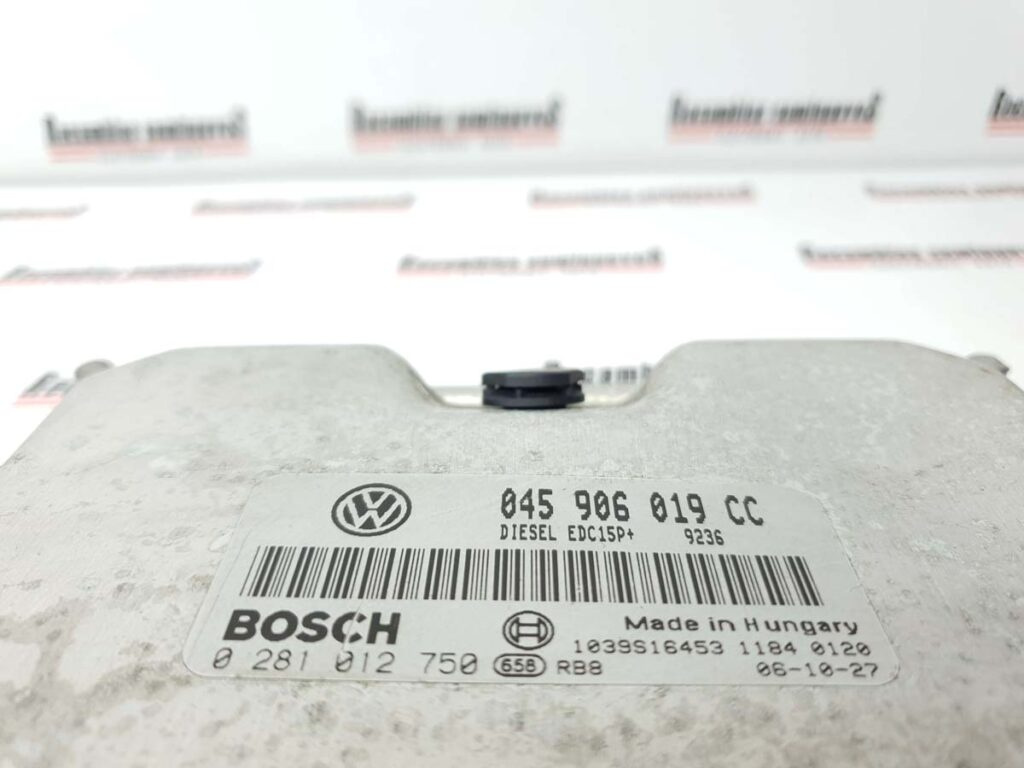 045 906 019 CC
DIESEL EDC15P+ 9236
BOSCH
Made in Hungary
1039S16453 1184 0120
0 281 012 750 658 RB8
06-10-27